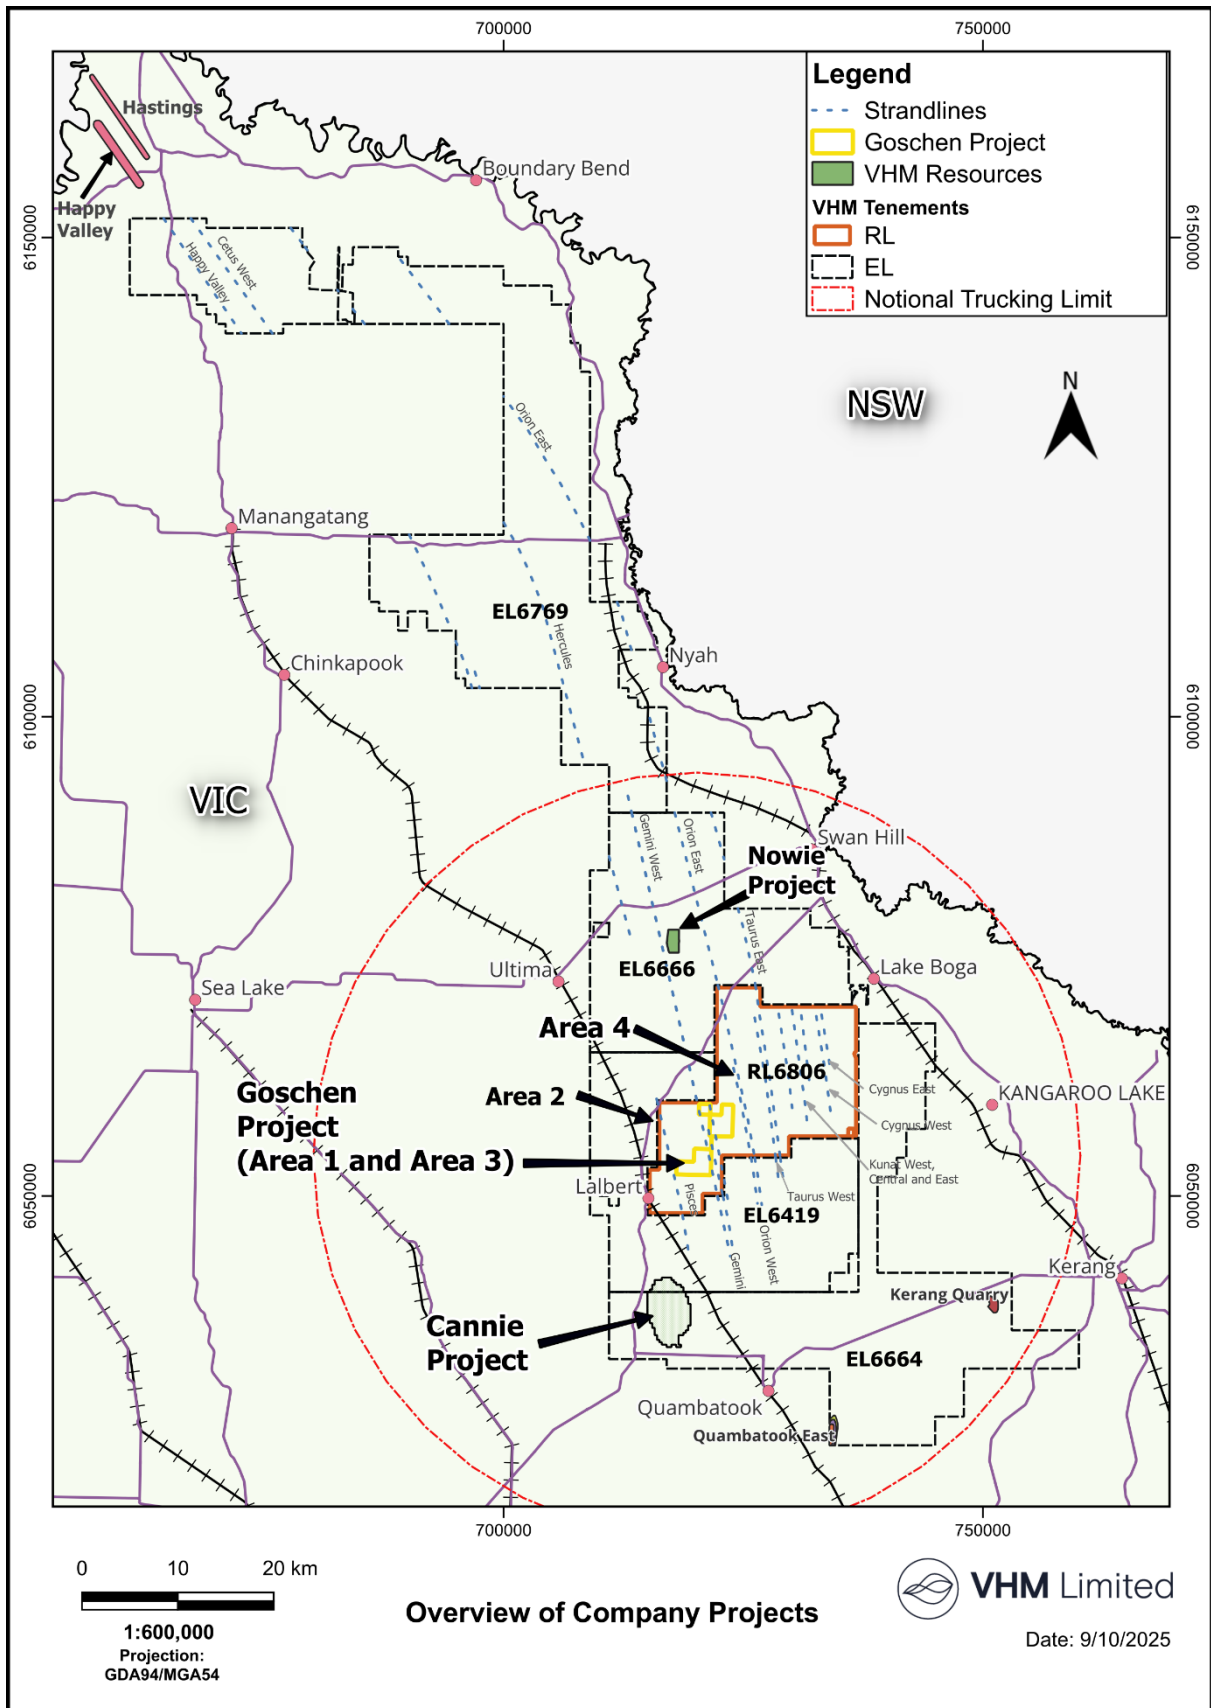 700000
750000
Legend
Strandlines
Goschen Project
VHM Resources
VHM Tenements
RL
EL
Notional Trucking Limit
Hastings
Boundary Bend
Happy
Valley
6150000
6150000
Cetus West
Happy Valley
NSW
N
Orion East
Manangatang
EL6769
Hercules
Nyah
Chinkapook
6100000
6100000
VIC
Gemini West
Orion East
Swan Hill
Nowie
Project
Taurus East
Ultima
EL6666
Lake Boga
Sea Lake
Area 4
RL6806
Cygnus East
Area 2
KANGAROO LAKE
Goschen
Project
(Area 1 and Area 3)
Cygnus West
Kunat West,
Central and East
Lalbert
Pisces
Taurus West
6050000
6050000
EL6419
Orion West
Gemini
Kerang
Kerang Quarry
Cannie
Project
EL6664
Quambatook
Quambatook East
700000
750000
0 10 20 km
1:600,000
Projection:
GDA94/MGA54
Overview of Company Projects
VHM Limited
Date: 9/10/2025